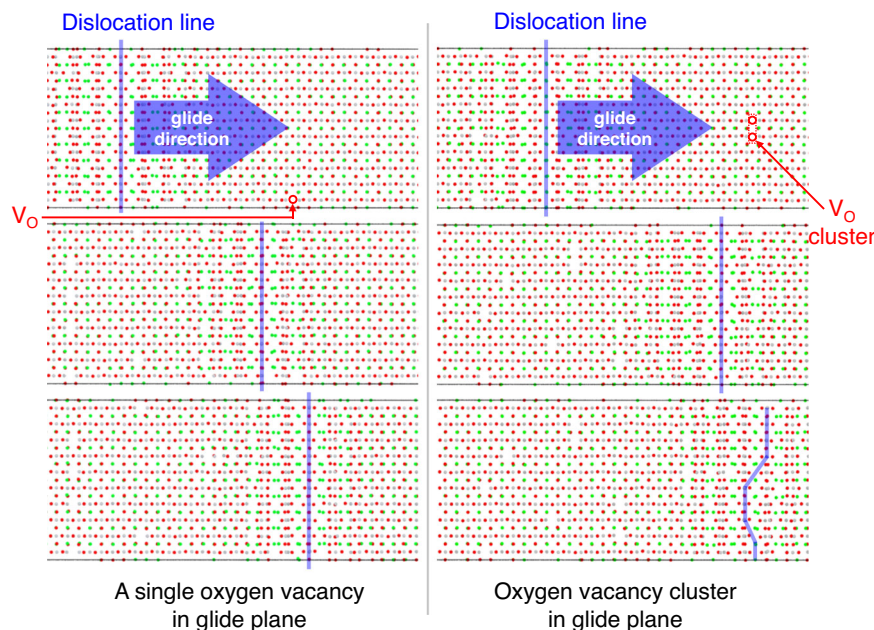 Dislocation line
Dislocation line
glide
direction
glide
direction
VO
VO
cluster
A single oxygen vacancy
in glide plane
Oxygen vacancy cluster
in glide plane